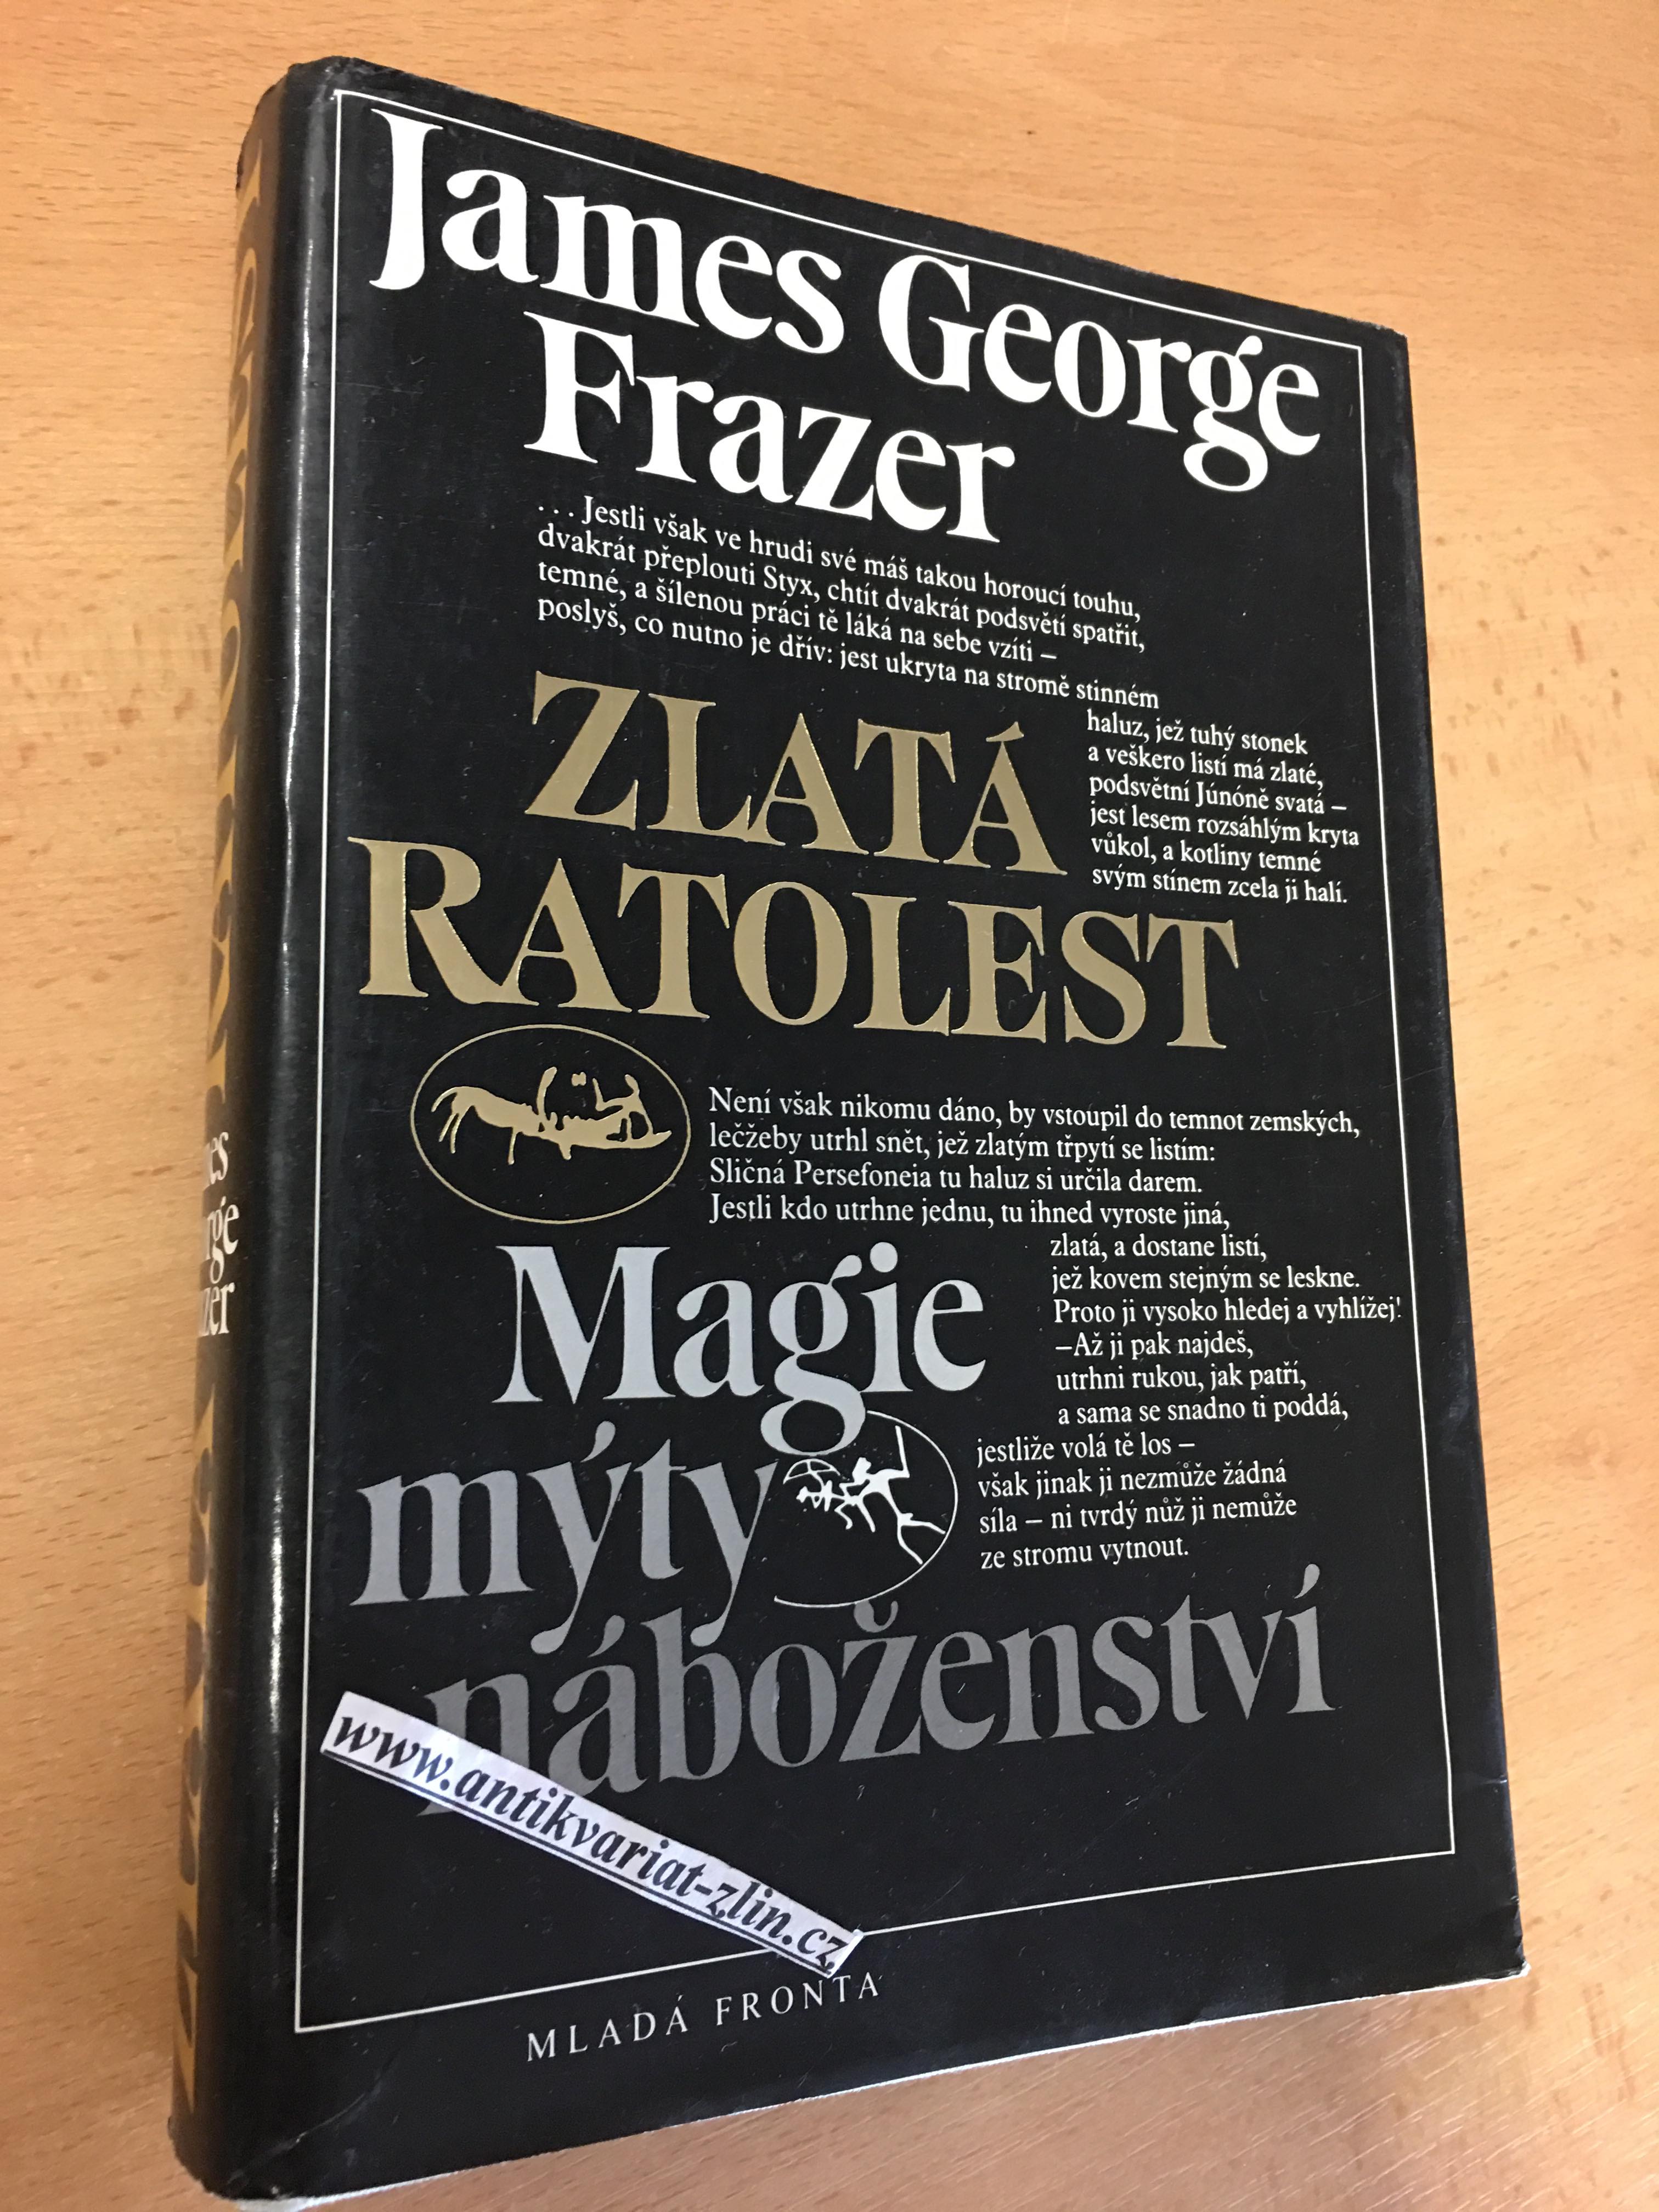 James George
Frazer
... Jestli však ve hrudi své máš takou horoucí touhu,
dvakrát přeplouti Styx, chtít dvakrát podsvětí spatřit,
temné, a šílenou práci tě láká na sebe vzíti –
poslyš, co nutno je dřív: jest ukryta na stromě stinném
haluz, jež tuhý stonek
a veškero listí má zlaté,
podsvětní Júnóně svatá –
jest lesem rozsáhlým kryta
vůkol, a kotliny temné
svým stínem zcela ji halí.
ZLATÁ
RATOLEST
Není však nikomu dáno, by vstoupil do temnot zemských,
lečžeby utrhl snět, jež zlatým třpytí se listím:
Sličná Persefoneia tu haluz si určila darem.
Jestli kdo utrhne jednu, tu ihned vyroste jiná,
zlatá, a dostane listí,
jež kovem stejným se leskne.
Proto ji vysoko hledej a vyhlížej!
–Až ji pak najdeš,
utrhni rukou, jak patří,
a sama se snadno ti poddá,
jestliže volá tě los –
však jinak ji nezmůže žádná
síla – ni tvrdý nůž ji nemůže
ze stromu vytnout.
Magie
mýty
náboženství
www.antikvariat-zlin.cz
MLADÁ FRONTA